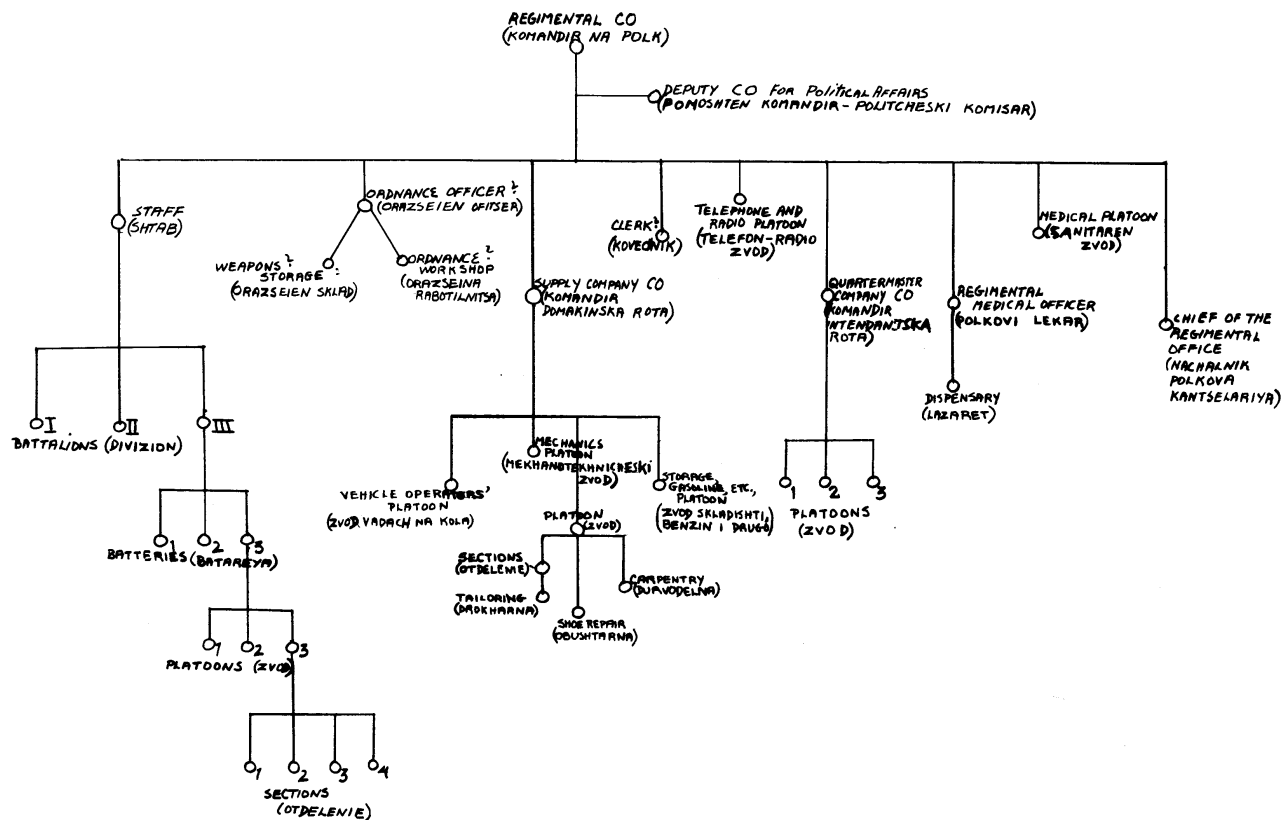 REGIMENTAL CO
(KOMANDIR NA POLK)
DEPUTY CO FOR POLITICAL AFFAIRS
(POMOSHTEN KOMANDIR-POLITCHESKI KOMISAR)
STAFF
(SHTAB)
ORDNANCE OFFICER?
(ORAZSEIEN OFITSER)
WEAPONS?
STORAGE?
(ORAZSEIEN SKLAD)
ORDNANCE?
WORKSHOP
(ORAZSEINA
RABOTILNITSA)
SUPPLY COMPANY CO
(KOMANDIR
DOMAKINSKA ROTA)
CLERK?
(KOVECNIK)
TELEPHONE AND
RADIO PLATOON
(TELEFON-RADIO
ZVOD)
QUARTERMASTER
COMPANY CO
(KOMANDIR
INTENDANTSKA
ROTA)
REGIMENTAL
MEDICAL OFFICER
(POLKOVI LEKAR)
DISPENSARY
(LAZARET)
MEDICAL PLATOON
(SANITAREN
ZVOD)
CHIEF OF THE
REGIMENTAL
OFFICE
(NACHALNIK
POLKOVA
KANTSELARIYA)
I II III
BATTALIONS (DIVIZION)
1 2 3
BATTERIES (BATAREYA)
1 2 3
PLATOONS (ZVOD)
1 2 3 4
SECTIONS
(OTDELENIE)
VEHICLE OPERATORS'
PLATOON
(ZVOD VADACH NA KOLA)
MECHANICS
PLATOON
(MEKHANOTEKHNICHESKI
ZVOD)
PLATOON
(ZVOD)
STORAGE,
GASOLINE, ETC.,
PLATOON
(ZVOD SKLADISHTI,
BENZIN I DRUGO)
SECTIONS
(OTDELENIE)
TAILORING
(DROKHARNA)
SHOE REPAIR
(OBUSHTARNA)
CARPENTRY
(DURVODELNA)
1 2 3
PLATOONS
(ZVOD)